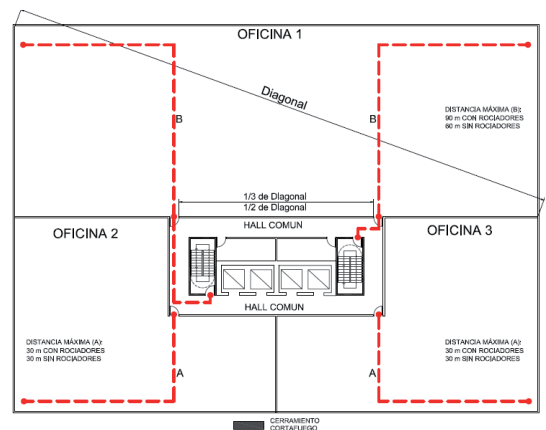 OFICINA 1
Diagonal
B
B
DISTANCIA MÁXIMA (B):
90 m CON ROCIADORES
60 m SIN ROCIADORES
1/3 de Diagonal
1/2 de Diagonal
HALL COMUN
OFICINA 2
OFICINA 3
HALL COMUN
DISTANCIA MÁXIMA (A):
30 m CON ROCIADORES
30 m SIN ROCIADORES
A
A
DISTANCIA MÁXIMA (A):
30 m CON ROCIADORES
30 m SIN ROCIADORES
CERRAMIENTO
CORTAFUEGO